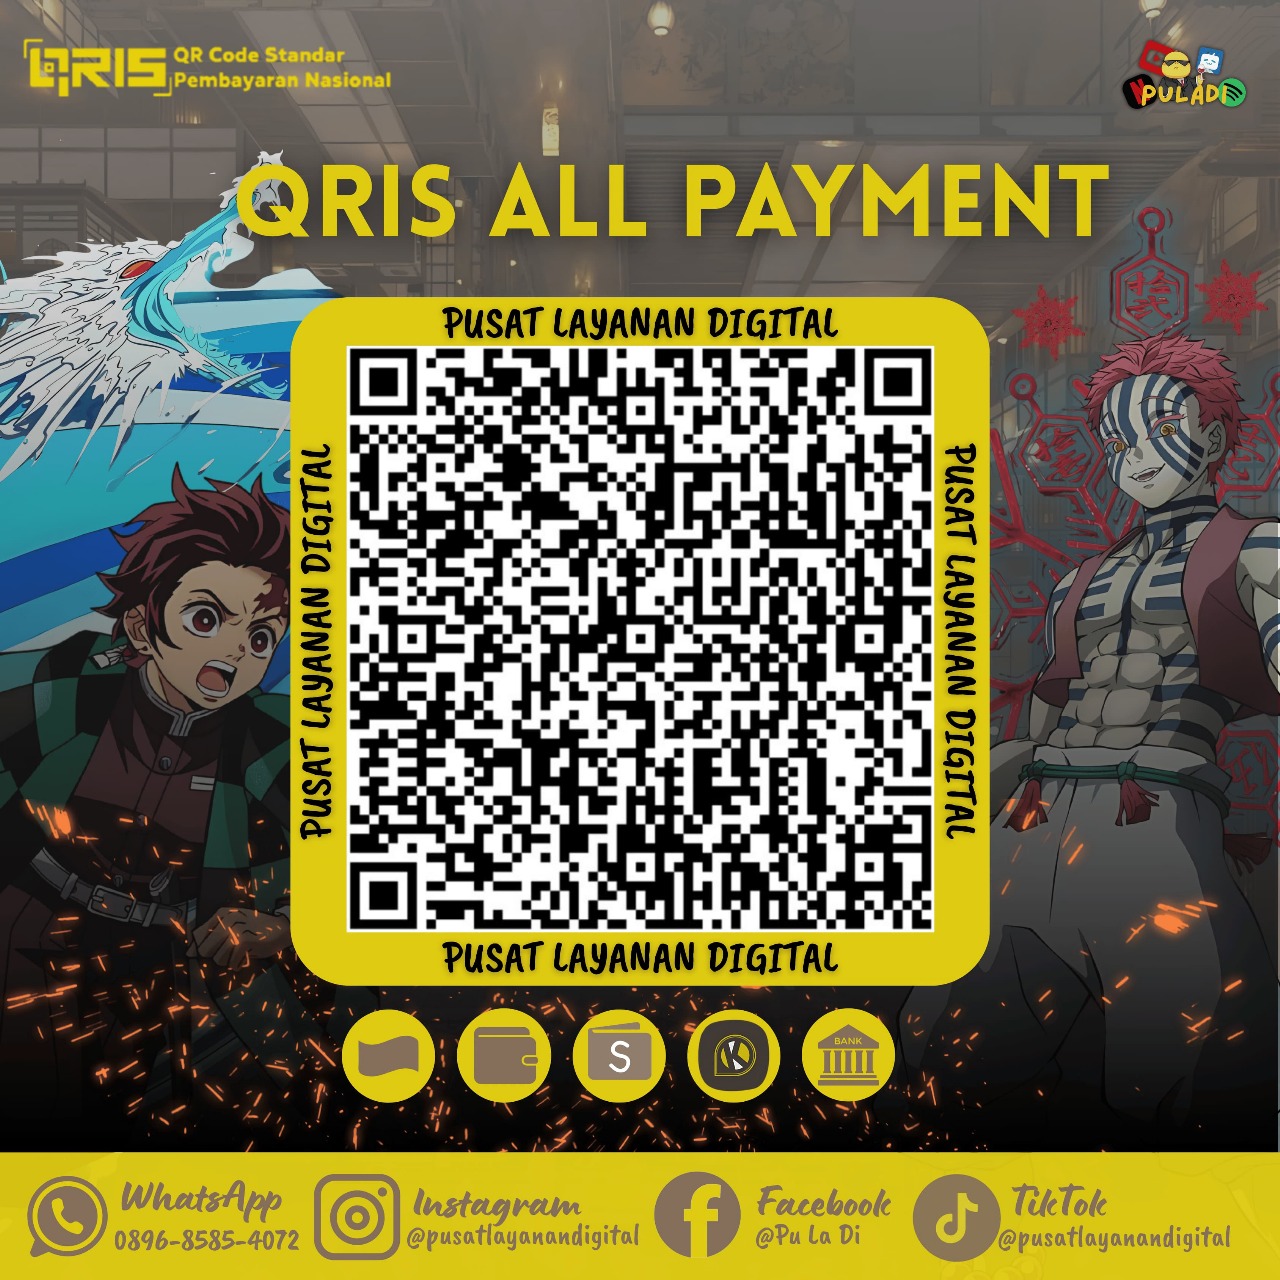 QRIS QR Code Standar
Pembayaran Nasional
PULADI
QRIS ALL PAYMENT
PUSAT LAYANAN DIGITAL
PUSAT LAYANAN DIGITAL
PUSAT LAYANAN DIGITAL
PUSAT LAYANAN DIGITAL
S
K
BANK
WhatsApp
0896-8585-4072
Instagram
@pusatlayanandigital
Facebook
@Pu La Di
TikTok
@pusatlayanandigital